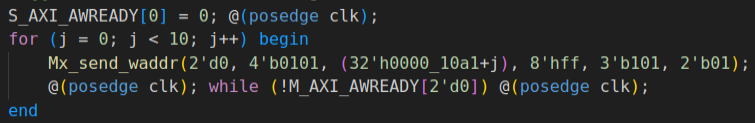 S_AXI_AWREADY[0] = 0; @(posedge clk);
for (j = 0; j < 10; j++) begin
Mx_send_waddr(2'd0, 4'b0101, (32'h0000_10a1+j), 8'hff, 3'b101, 2'b01);
@(posedge clk); while (!M_AXI_AWREADY[2'd0]) @(posedge clk);
end